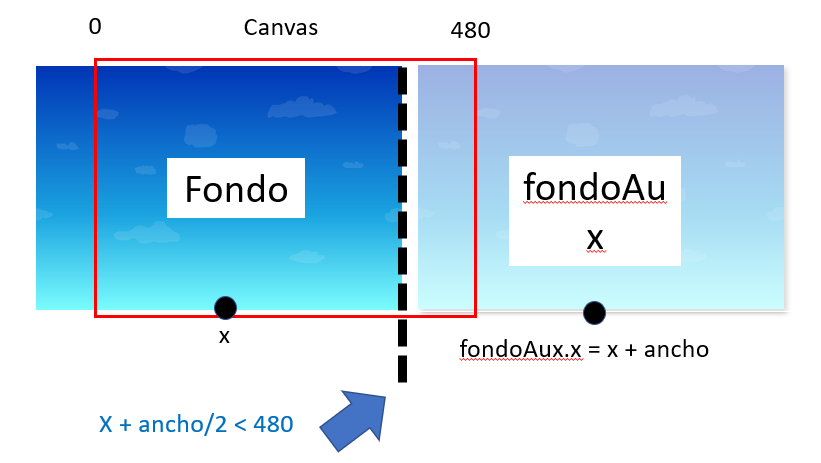 0
Canvas
480
Fondo
fondoAu
x
x
fondoAux.x = x + ancho
X + ancho/2 < 480